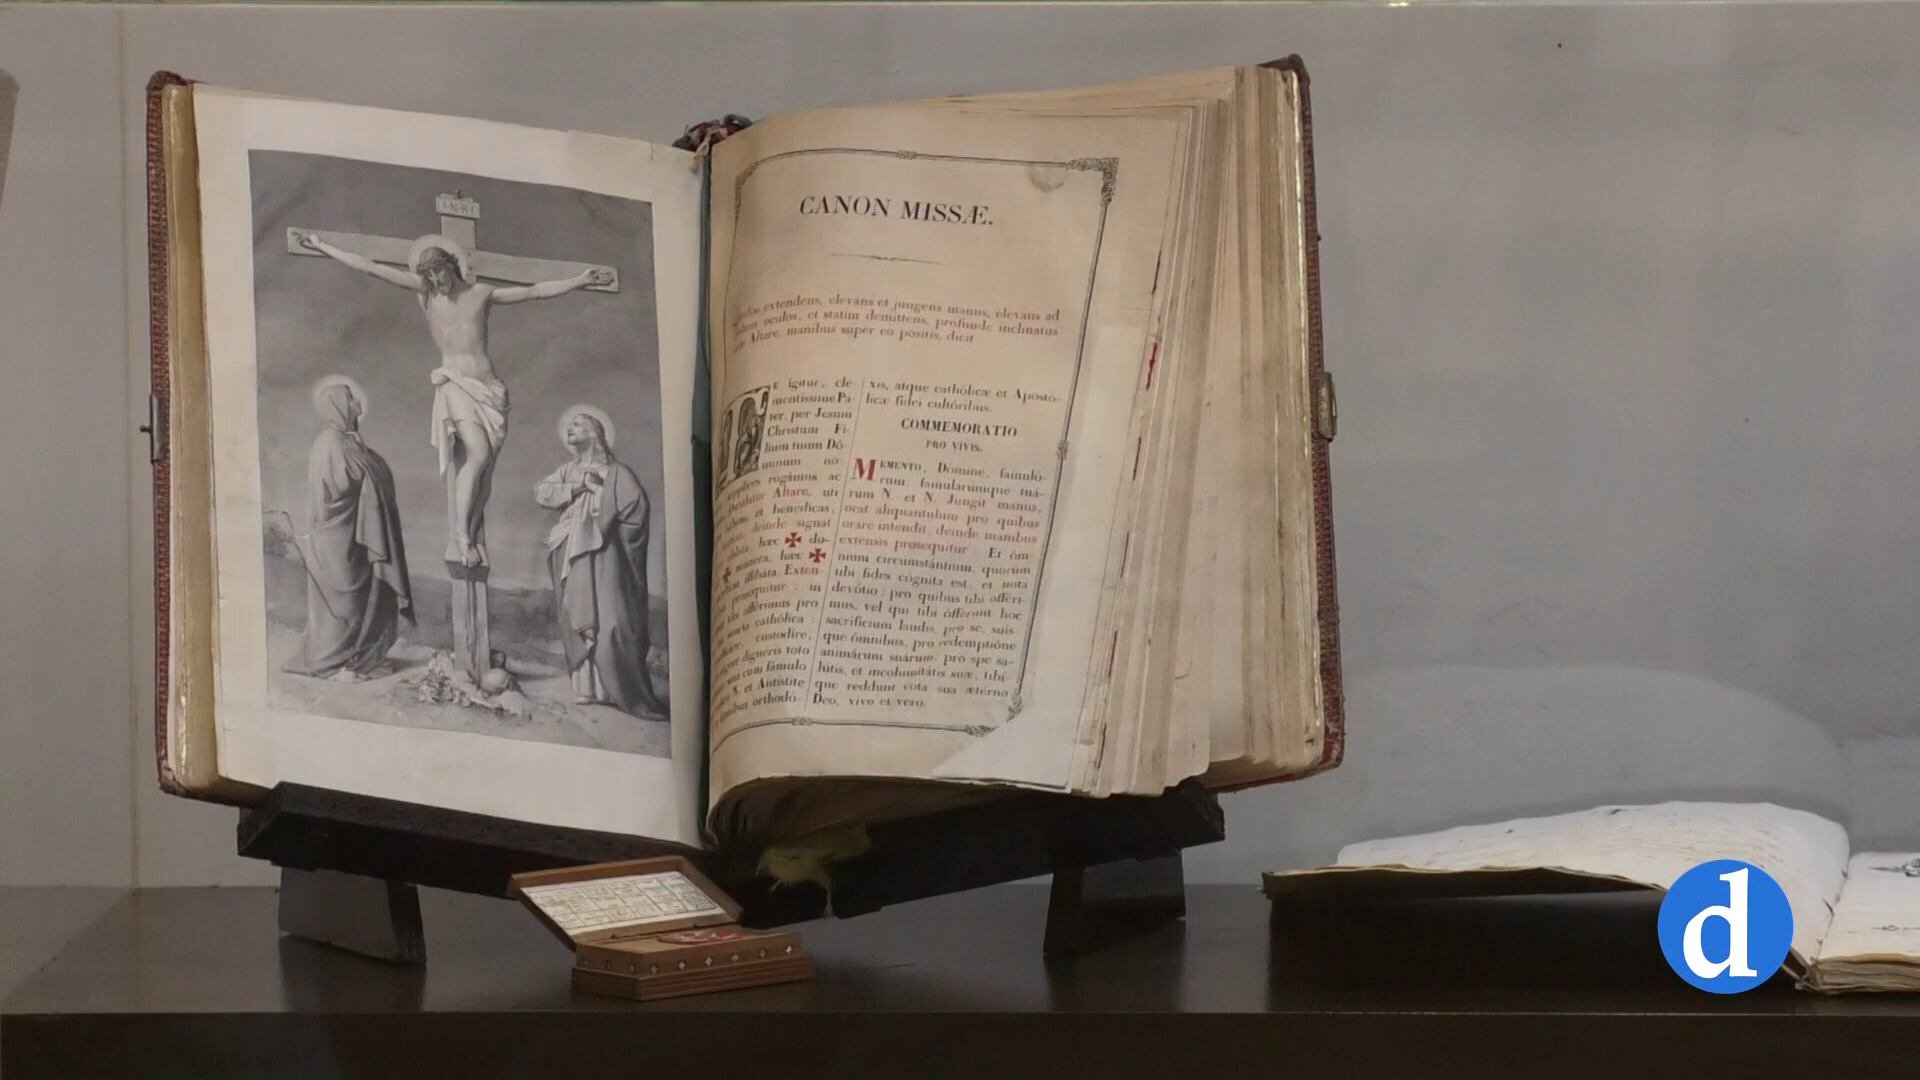 INRI
CANON MISSÆ.
extendens, elevans et jungens manus, elevans ad
oculos, et statim demittens, profunde inclinatus
Altare, manibus super eo positis, dicit
E igitur, cle-
mentissime Pa-
ter, per Jesum
Christum Fi-
lium tuum Dó-
minum no
supplices rogámus ac
Altare, uti
habeas, et benedicas,
deinde signat
hæc ✠ do-
munera, hæc ✠
✠ illibáta. Exten-
prosequitur : in
tibi offérimus pro
sancta cathólica :
custodire,
dignéris toto
una cum fámulo
N. et Antístite
ómnibus orthodó-
xis, atque cathólicæ et Apostó-
licæ fídei cultóribus.
COMMEMORATIO
PRO VIVIS.
MEMENTO, Dómine, famuló-
rum, famularúmque tuá-
rum N. et N. Jungit manus,
orat aliquantulum pro quibus
orare intendit: deinde manibus
extensis prosequitur Et óm-
nium circumstántium, quorum
tibi fides cógnita est, et nota
devótio : pro quibus tibi offéri-
mus, vel qui tibi ófferunt hoc
sacrifícium laudis, pro se, suís-
que ómnibus, pro redemptióne
animárum suárum, pro spe sa-
lútis, et incolumitátis suæ, tibí-
que reddunt vota sua ætérno
Deo, vivo et vero.
d